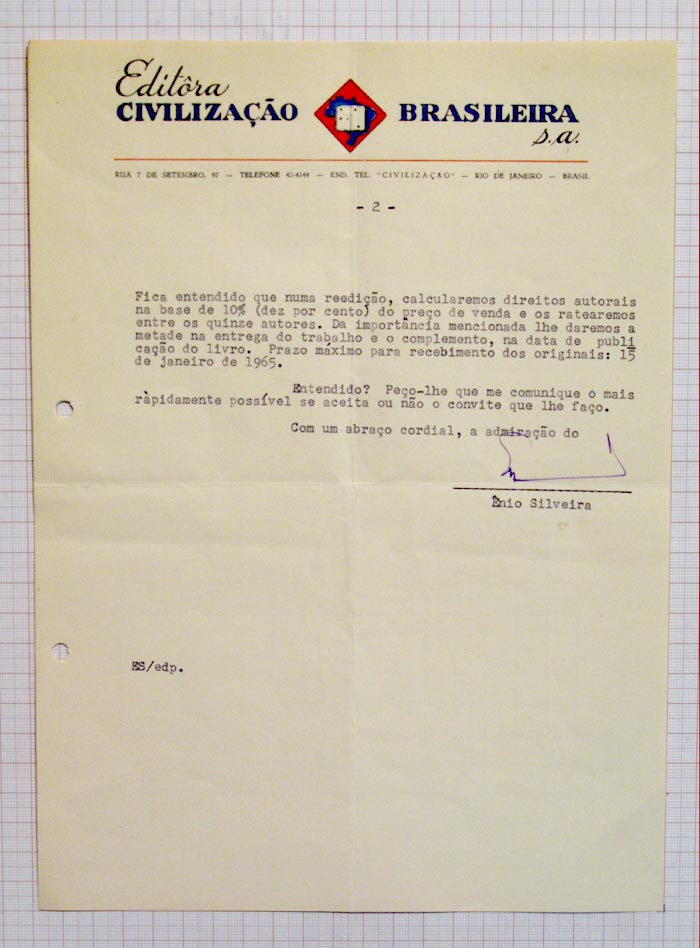 Editôra
CIVILIZAÇÃO BRASILEIRA
s.a.
RUA 7 DE SETEMBRO, 97 — TELEFONE 42-4144 — END. TEL. "CIVILIZAÇÃO" — RIO DE JANEIRO — BRASIL
- 2 -
Fica entendido que numa reedição, calcularemos direitos autorais
na base de 10% (dez por cento) do preço de venda e os ratearemos
entre os quinze autores. Da importância mencionada lhe daremos a
metade na entrega do trabalho e o complemento, na data de publi
cação do livro. Prazo máximo para recebimento dos originais: 15
de janeiro de 1965.
Entendido? Peço-lhe que me comunique o mais
ràpidamente possível se aceita ou não o convite que lhe faço.
Com um abraço cordial, a admiração do
Ênio Silveira
ES/edp.